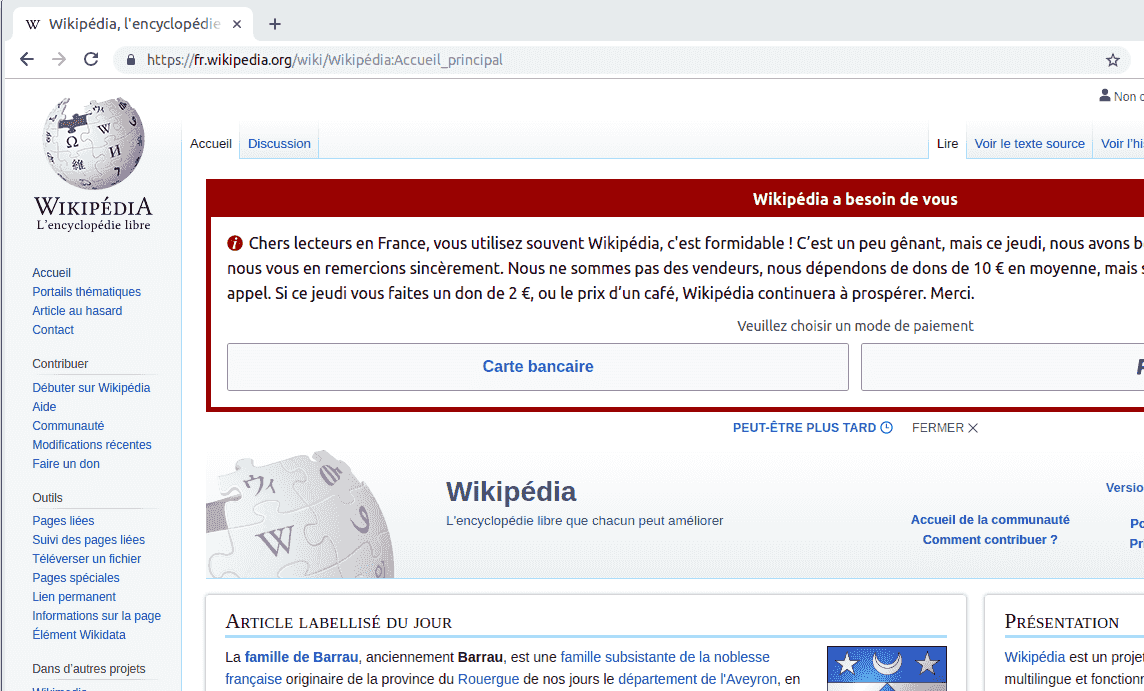 Wikipédia, l'encyclopédie
https://fr.wikipedia.org/wiki/Wikipédia:Accueil_principal
Non c
WIKIPÉDIA
L'encyclopédie libre
Accueil
Discussion
Lire
Voir le texte source
Voir l'hi
Accueil
Portails thématiques
Article au hasard
Contact
Contribuer
Débuter sur Wikipédia
Aide
Communauté
Modifications récentes
Faire un don
Outils
Pages liées
Suivi des pages liées
Téléverser un fichier
Pages spéciales
Lien permanent
Informations sur la page
Élément Wikidata
Dans d'autres projets
Wikipédia a besoin de vous
Chers lecteurs en France, vous utilisez souvent Wikipédia, c'est formidable ! C’est un peu gênant, mais ce jeudi, nous avons b
nous vous en remercions sincèrement. Nous ne sommes pas des vendeurs, nous dépendons de dons de 10 € en moyenne, mais s
appel. Si ce jeudi vous faites un don de 2 €, ou le prix d’un café, Wikipédia continuera à prospérer. Merci.
Veuillez choisir un mode de paiement
Carte bancaire
PEUT-ÊTRE PLUS TARD
FERMER
Wikipédia
L'encyclopédie libre que chacun peut améliorer
Accueil de la communauté
Comment contribuer ?
Versio
Po
Pr
Article labellisé du jour
La famille de Barrau, anciennement Barrau, est une famille subsistante de la noblesse
française originaire de la province du Rouergue de nos jours le département de l'Aveyron, en
Présentation
Wikipédia est un projet
multilingue et fonction